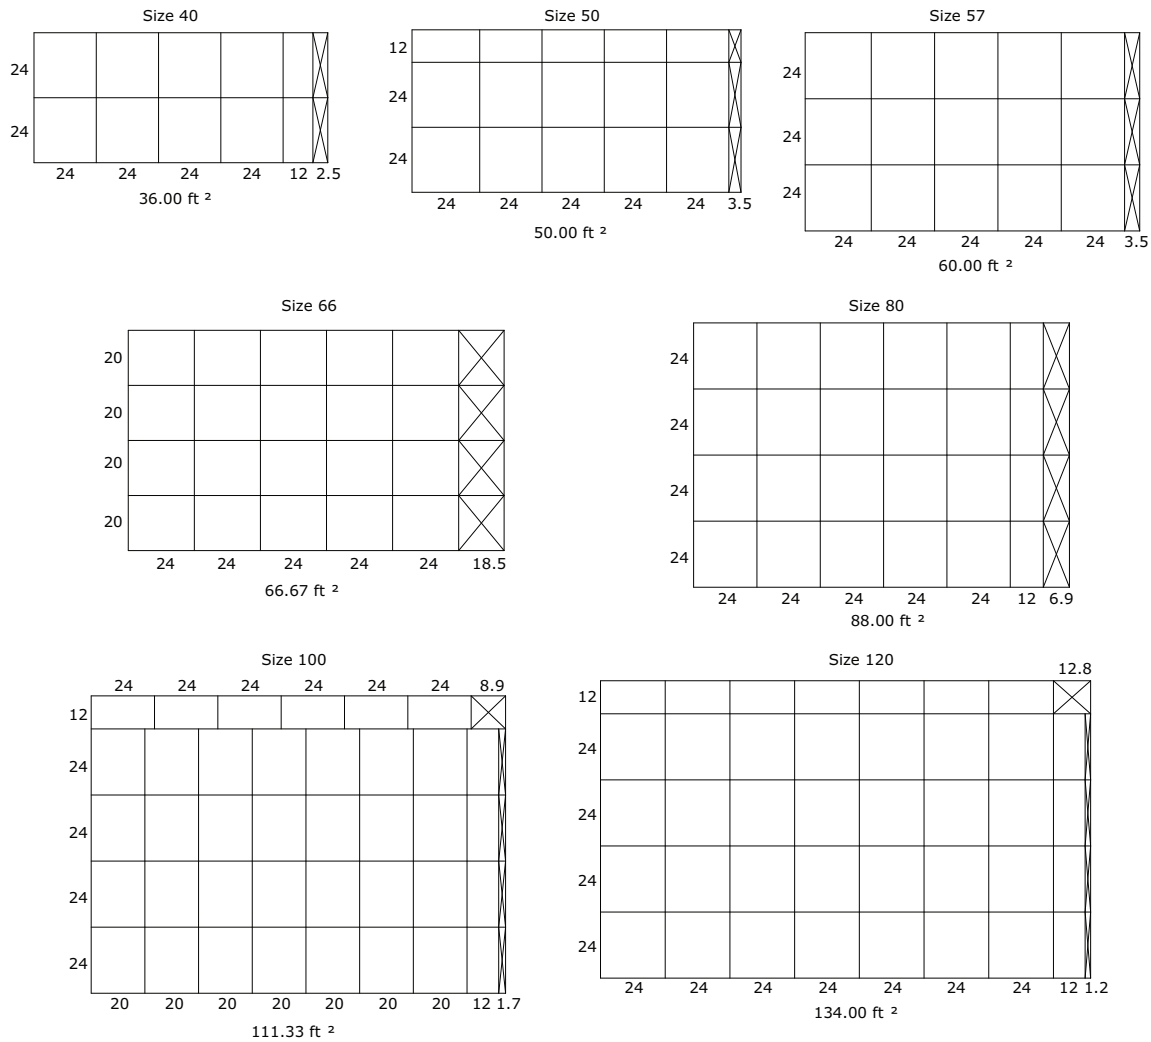 Size 40
24
24
24 24 24 24 12 2.5
36.00 ft ²
Size 50
12
24
24
24 24 24 24 24 3.5
50.00 ft ²
Size 57
24
24
24
24 24 24 24 24 3.5
60.00 ft ²
Size 66
20
20
20
20
24 24 24 24 24 18.5
66.67 ft ²
Size 80
24
24
24
24
24 24 24 24 24 12 6.9
88.00 ft ²
Size 100
24 24 24 24 24 24 8.9
12
24
24
24
24
20 20 20 20 20 20 20 12 1.7
111.33 ft ²
Size 120
12.8
12
24
24
24
24
24 24 24 24 24 24 24 12 1.2
134.00 ft ²